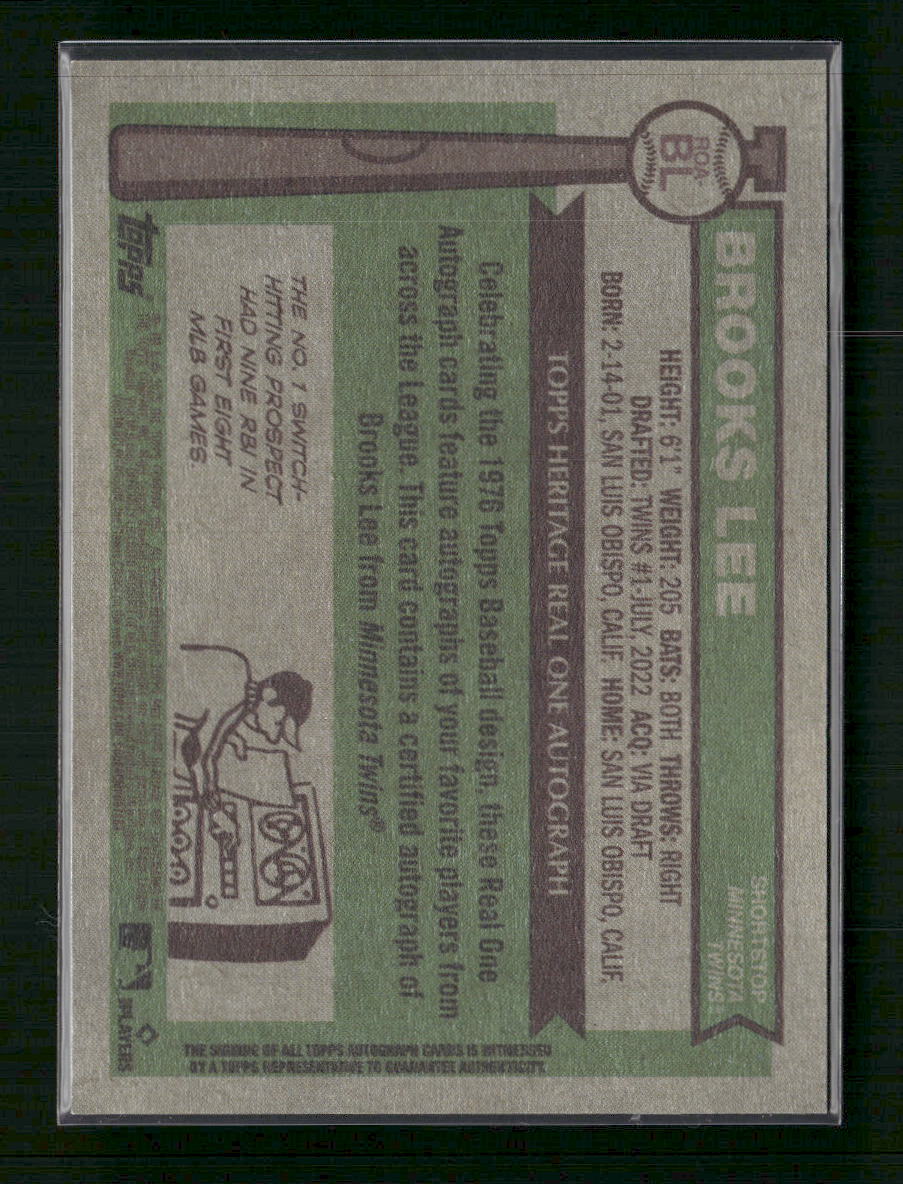 ROA-
BL
BROOKS LEE
SHORTSTOP
MINNESOTA
TWINS
HEIGHT: 6'1" WEIGHT: 205 BATS: BOTH THROWS: RIGHT
DRAFTED: TWINS #1-JULY, 2022 ACQ: VIA DRAFT
BORN: 2-14-01, SAN LUIS OBISPO, CALIF. HOME: SAN LUIS OBISPO, CALIF.
TOPPS HERITAGE REAL ONE AUTOGRAPH
Celebrating the 1976 Topps Baseball design, these Real One
Autograph cards feature autographs of your favorite players from
across the league. This card contains a certified autograph of
Brooks Lee from Minnesota Twins®
THE NO. 1 SWITCH-
HITTING PROSPECT
HAD NINE RBI IN
FIRST EIGHT
MLB GAMES.
topps
PLAYERS
THE SIGNING OF ALL TOPPS AUTOGRAPH CARDS IS WITNESSED
BY A TOPPS REPRESENTATIVE TO GUARANTEE AUTHENTICITY.